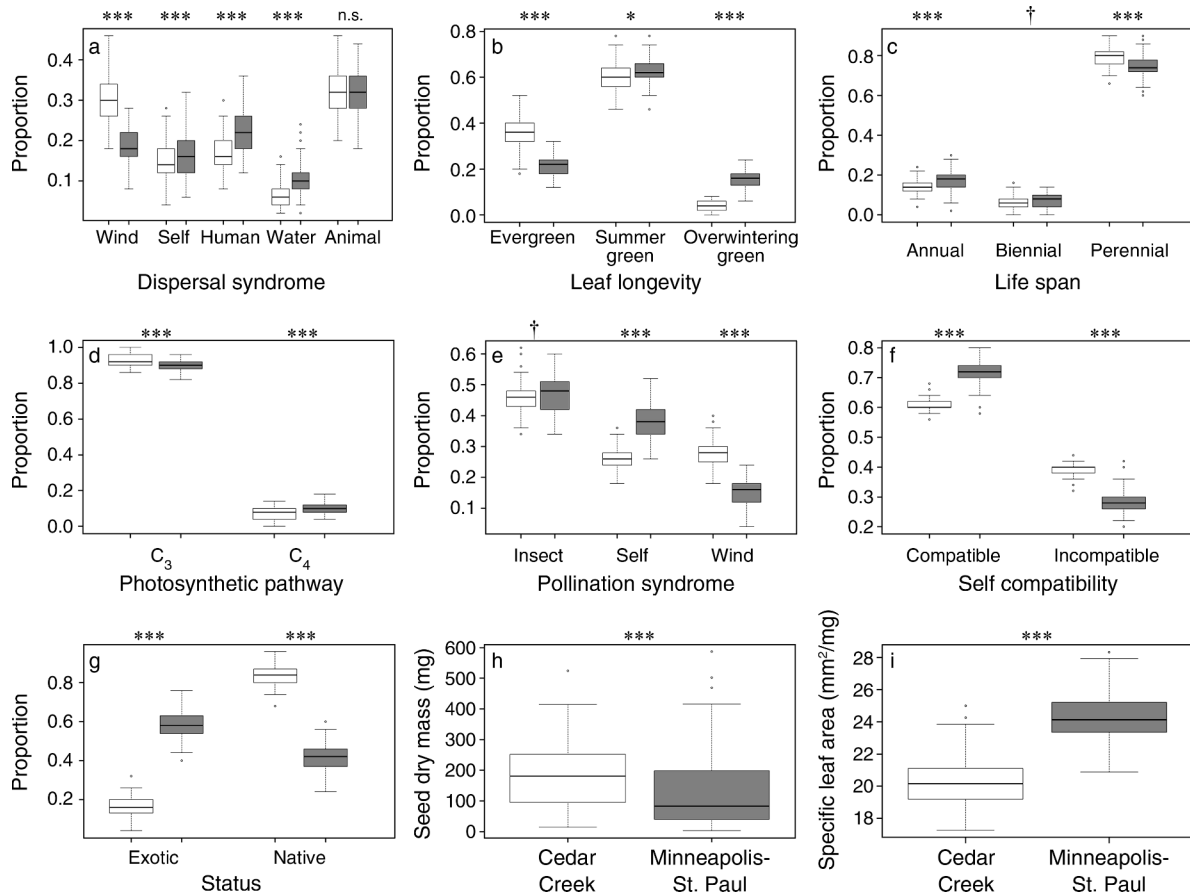 *** *** *** *** n.s.
a
Proportion
0.4
0.3
0.2
0.1
Wind Self Human Water Animal
Dispersal syndrome
*** * ***
b
Proportion
0.8
0.6
0.4
0.2
0.0
Evergreen Summer Overwintering
green green
Leaf longevity
*** † ***
c
Proportion
0.8
0.6
0.4
0.2
0.0
Annual Biennial Perennial
Life span
*** ***
d
Proportion
1.0
0.8
0.6
0.4
0.2
0.0
C3 C4
Photosynthetic pathway
† *** ***
e
Proportion
0.6
0.5
0.4
0.3
0.2
0.1
Insect Self Wind
Pollination syndrome
*** ***
f
Proportion
0.8
0.7
0.6
0.5
0.4
0.3
0.2
Compatible Incompatible
Self compatibility
*** ***
g
Proportion
0.8
0.6
0.4
0.2
Exotic Native
Status
***
h
Seed dry mass (mg)
600
500
400
300
200
100
0
Cedar Minneapolis-
Creek St. Paul
***
i
Specific leaf area (mm2/mg)
28
26
24
22
20
18
Cedar Minneapolis-
Creek St. Paul